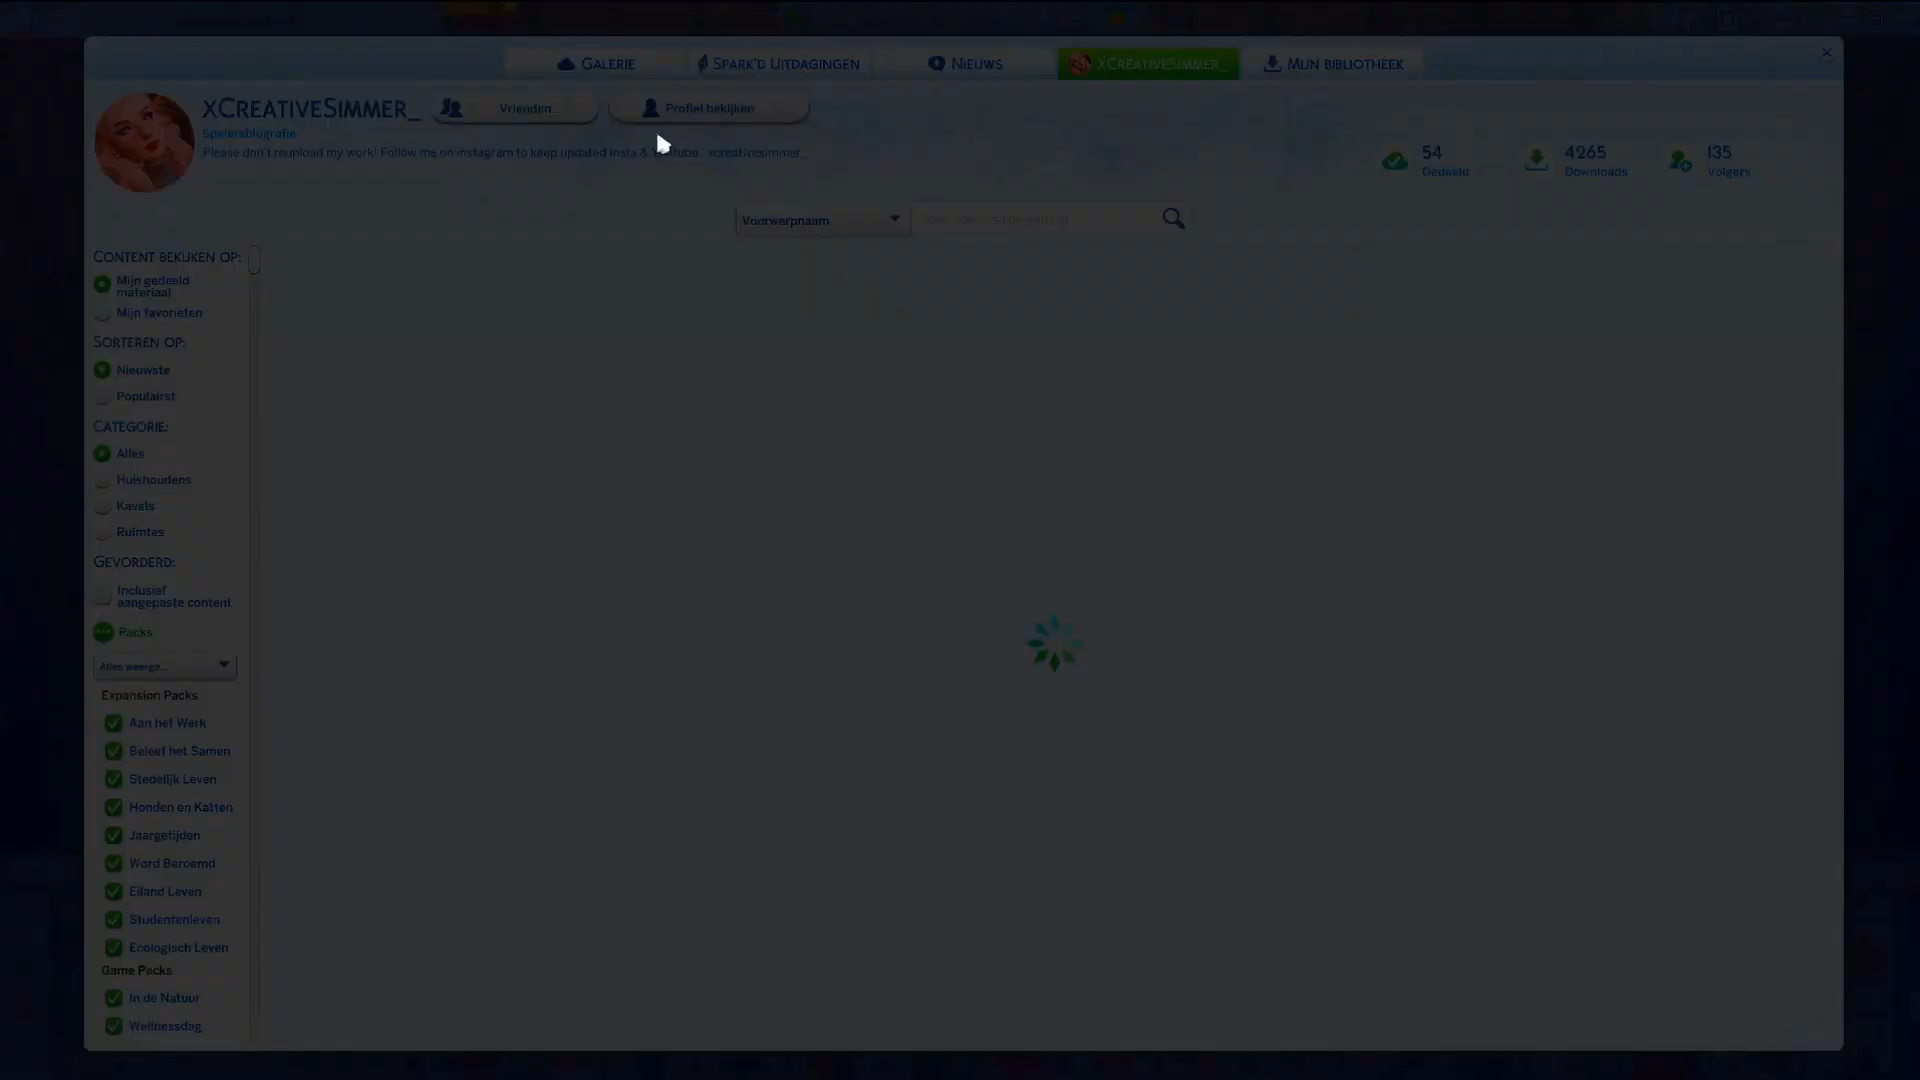 GALERIE
SPARK'D UITDAGINGEN
NIEUWS
XCREATIVESIMMER_
MIJN BIBLIOTHEEK
XCREATIVESIMMER_
Vrienden
Profiel bekijken
Spelersbiografie
Please don't reupload my work! Follow me on instagram to keep updated Insta & xcreativesimmer_
54
Gedeeld
4265
Downloads
135
Volgers
Voorwerpnaam
CONTENT BEKIJKEN OP:
Mijn gedeeld
materiaal
Mijn favorieten
SORTEREN OP:
Nieuwste
Populairst
CATEGORIE:
Alles
Huishoudens
Kavels
Ruimtes
GEVORDERD:
Inclusief
aangepaste content
Packs
Alles weerge...
Expansion Packs
Aan het Werk
Beleef het Samen
Stedelijk Leven
Honden en Katten
Jaargetijden
Word Beroemd
Eiland Leven
Studentenleven
Ecologisch Leven
Game Packs
In de Natuur
Wellnessdag